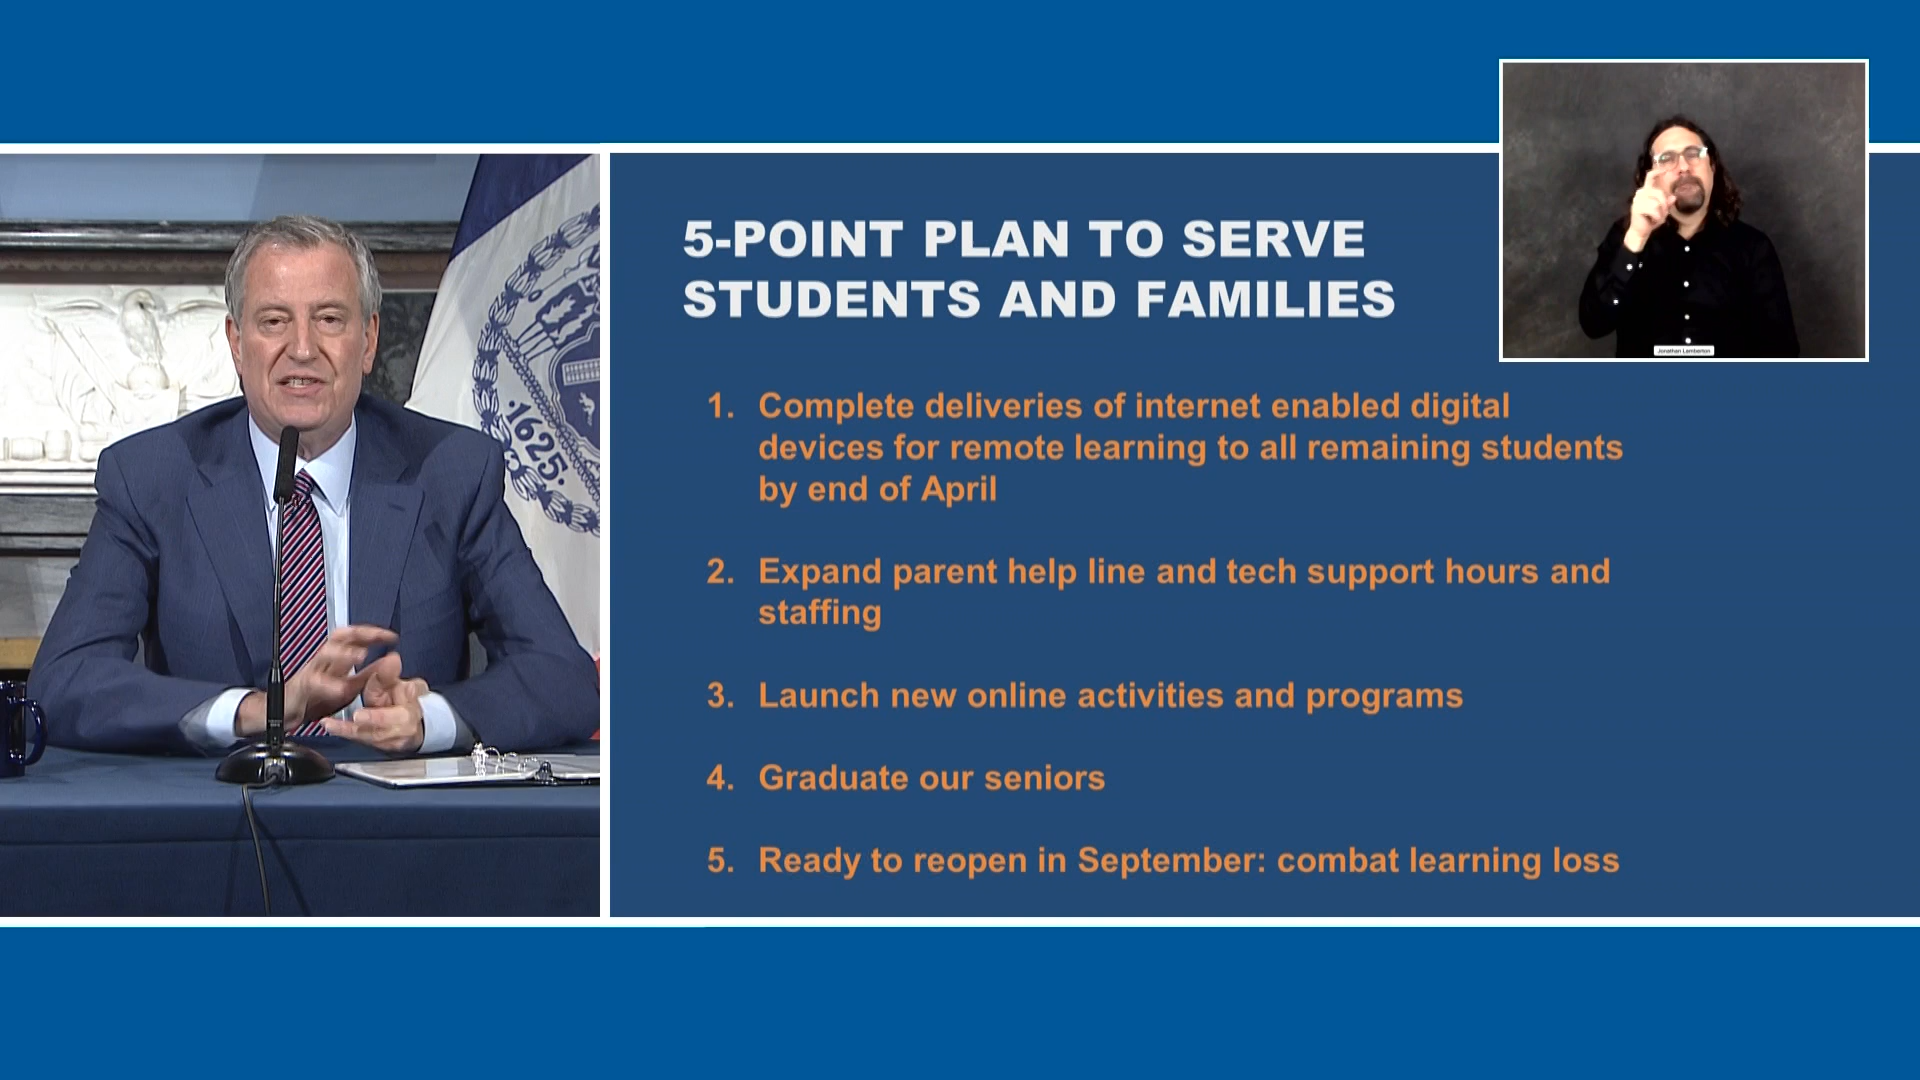 5-POINT PLAN TO SERVE
STUDENTS AND FAMILIES
1. Complete deliveries of internet enabled digital
devices for remote learning to all remaining students
by end of April
2. Expand parent help line and tech support hours and
staffing
3. Launch new online activities and programs
4. Graduate our seniors
5. Ready to reopen in September: combat learning loss
·1625·
Jonathan Lamberton